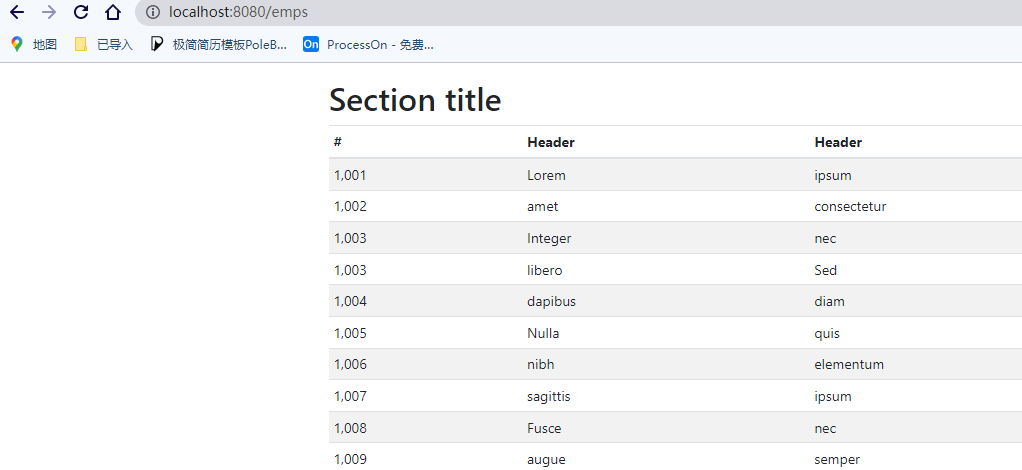 localhost:8080/emps
地图 已导入 极简简历模板PoleB... On ProcessOn - 免费...
Section title
# Header Header
1,001 Lorem ipsum
1,002 amet consectetur
1,003 Integer nec
1,003 libero Sed
1,004 dapibus diam
1,005 Nulla quis
1,006 nibh elementum
1,007 sagittis ipsum
1,008 Fusce nec
1,009 augue semper